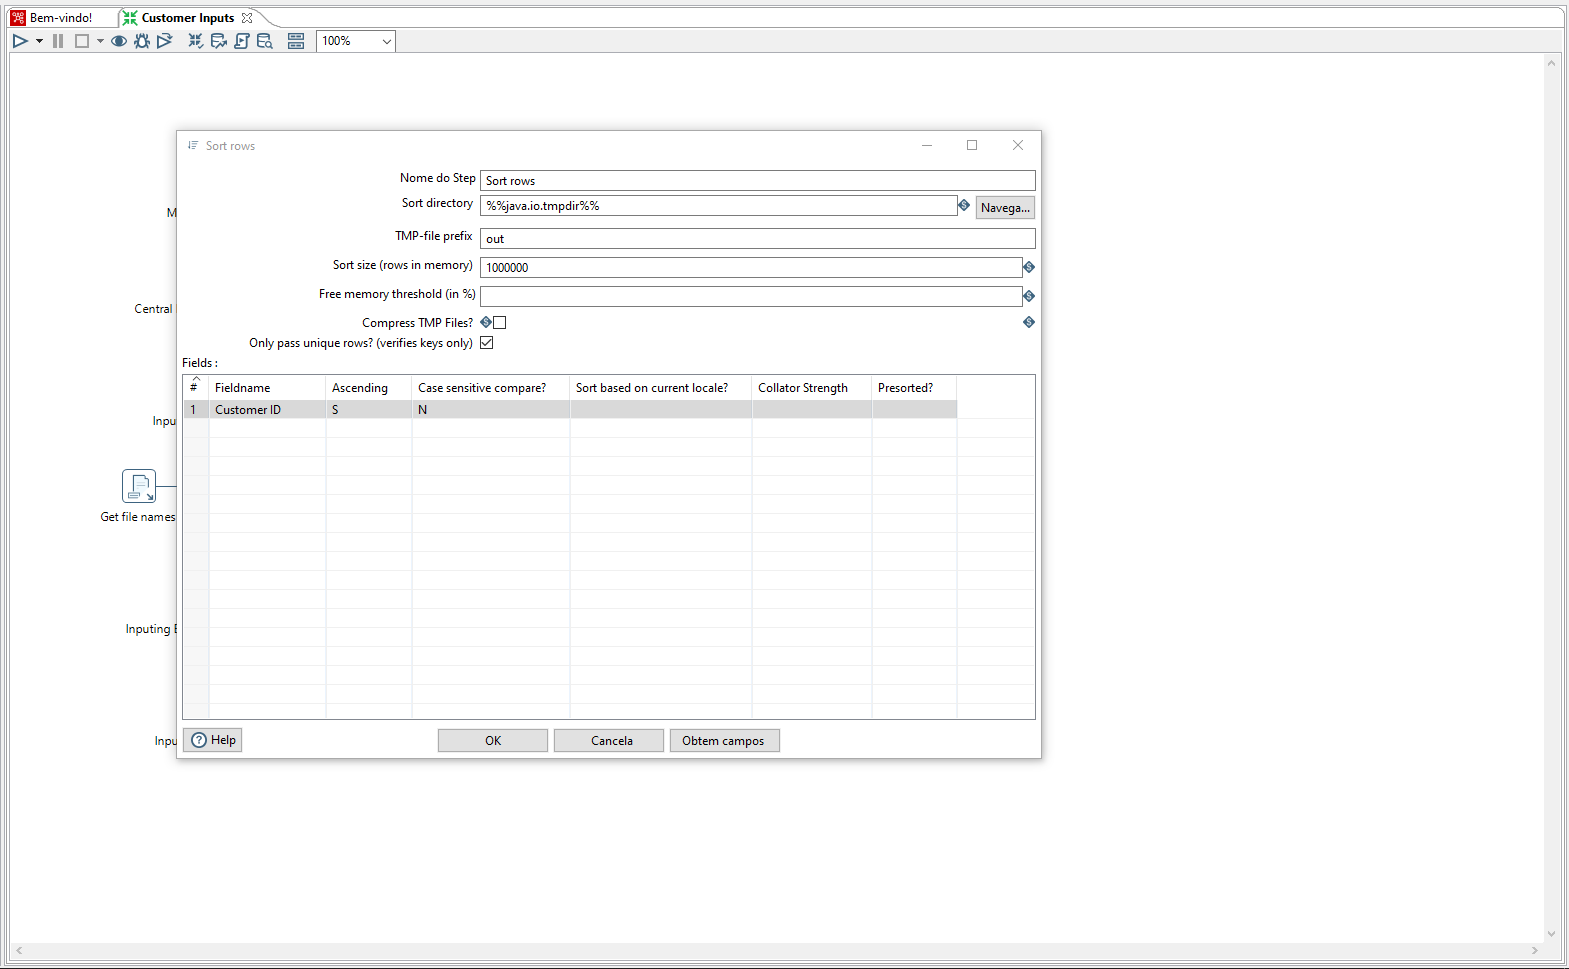 Bem-vindo!
Customer Inputs
100%
Sort rows
Nome do Step
Sort rows
Sort directory
%%java.io.tmpdir%%
Navega...
TMP-file prefix
out
Sort size (rows in memory)
1000000
Free memory threshold (in %)
Compress TMP Files?
Only pass unique rows? (verifies keys only)
Fields :
# Fieldname Ascending Case sensitive compare? Sort based on current locale? Collator Strength Presorted?
1 Customer ID S N
M
Central
Inpu
Get file names
Inputing E
Inpu
Help
OK
Cancela
Obtem campos